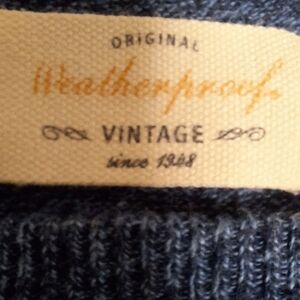 ORIGINAL
Weatherproof
VINTAGE
since 1948